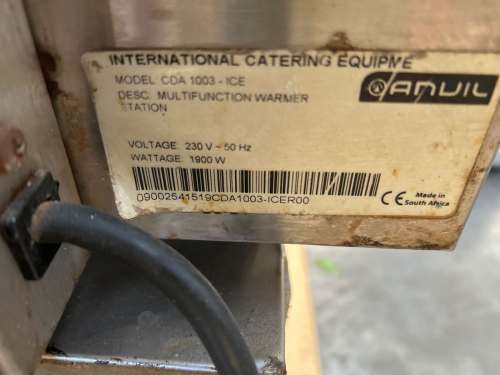 INTERNATIONAL CATERING EQUIPME
MODEL: CDA 1003 - ICE
ANVIL
DESC. MULTIFUNCTION WARMER
STATION
VOLTAGE: 230 V ~ 50 Hz
WATTAGE: 1900 W
09002541519CDA1003-ICER00
CE Made in
South Africa